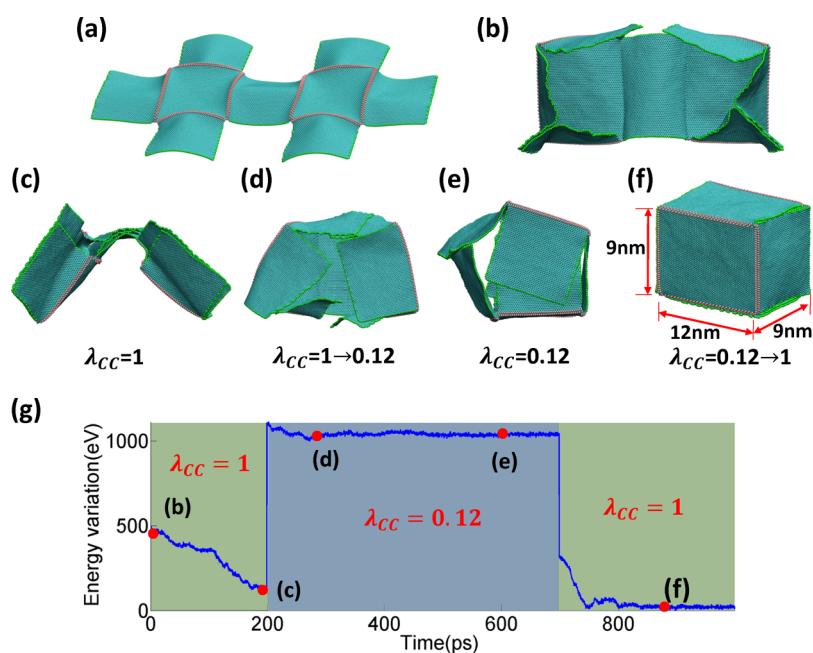 (a)
(b)
(c)
(d)
(e)
(f)
9nm
12nm
9nm
λCC=1
λCC=1→0.12
λCC=0.12
λCC=0.12→1
(g)
Energy variation(eV)
1000
500
0
λCC = 1
(b)
(c)
(d)
(e)
λCC = 0.12
λCC = 1
(f)
0
200
400
600
800
Time(ps)